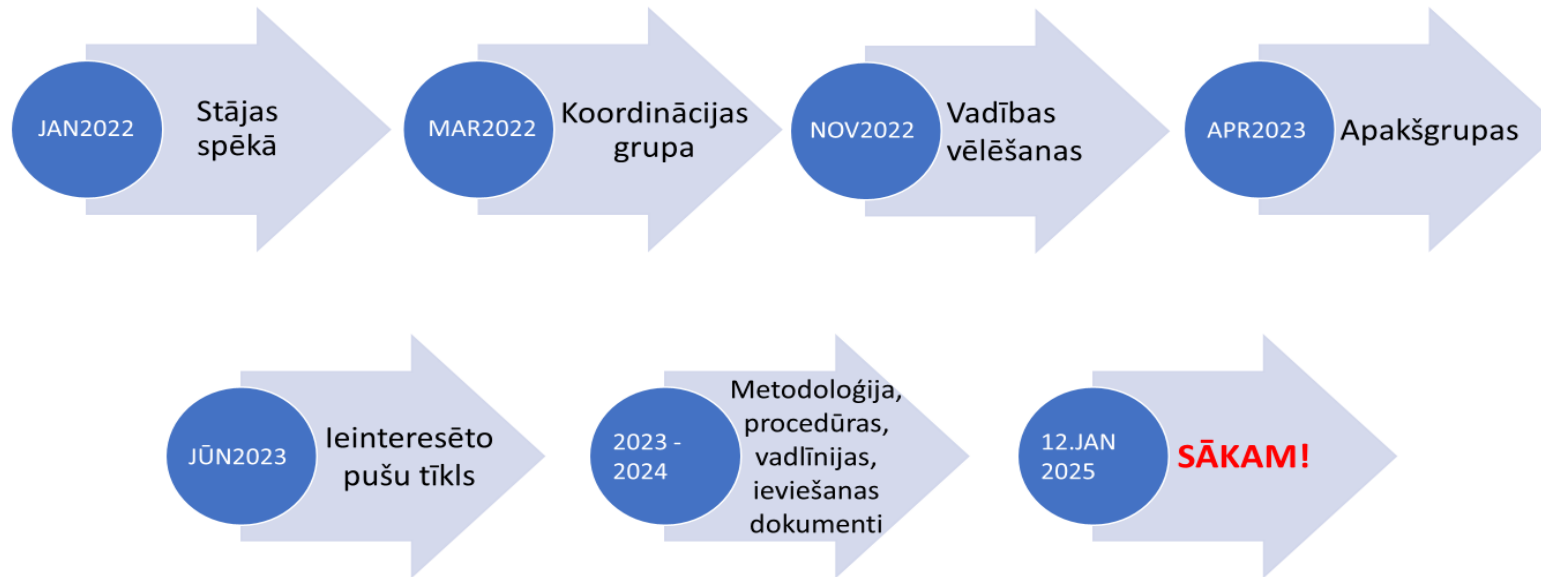 JAN2022
Stājas
spēkā
MAR2022
Koordinācijas
grupa
NOV2022
Vadības
vēlēšanas
APR2023
Apakšgrupas
JŪN2023
Ieinteresēto
pušu tīkls
2023 -
2024
Metodoloģija,
procedūras,
vadlīnijas,
ieviešanas
dokumenti
12.JAN
2025
SĀKAM!